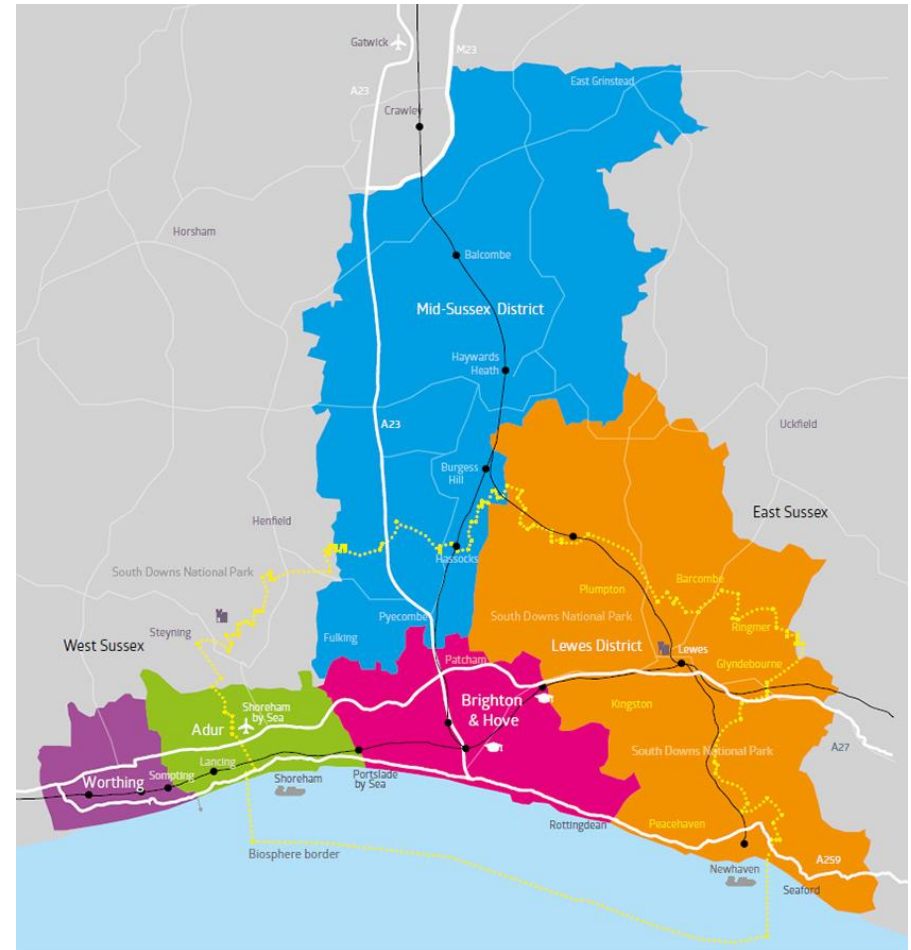 Gatwick
M23
A23
East Grinstead
Crawley
Horsham
Balcombe
Mid-Sussex District
Haywards
Heath
A23
Uckfield
Burgess
Hill
East Sussex
Henfield
Hassocks
South Downs National Park
Barcombe
Plumpton
Pyecombe
South Downs National Park
Ringmer
Steyning
Fulking
West Sussex
Lewes District
Lewes
Patcham
Glyndebourne
Brighton
& Hove
Kingston
Shoreham
by Sea
Adur
South Downs National Park
A27
Lancing
Sompting
Worthing
Shoreham
Portslade
by Sea
Rottingdean
Peacehaven
Biosphere border
A259
Newhaven
Seaford